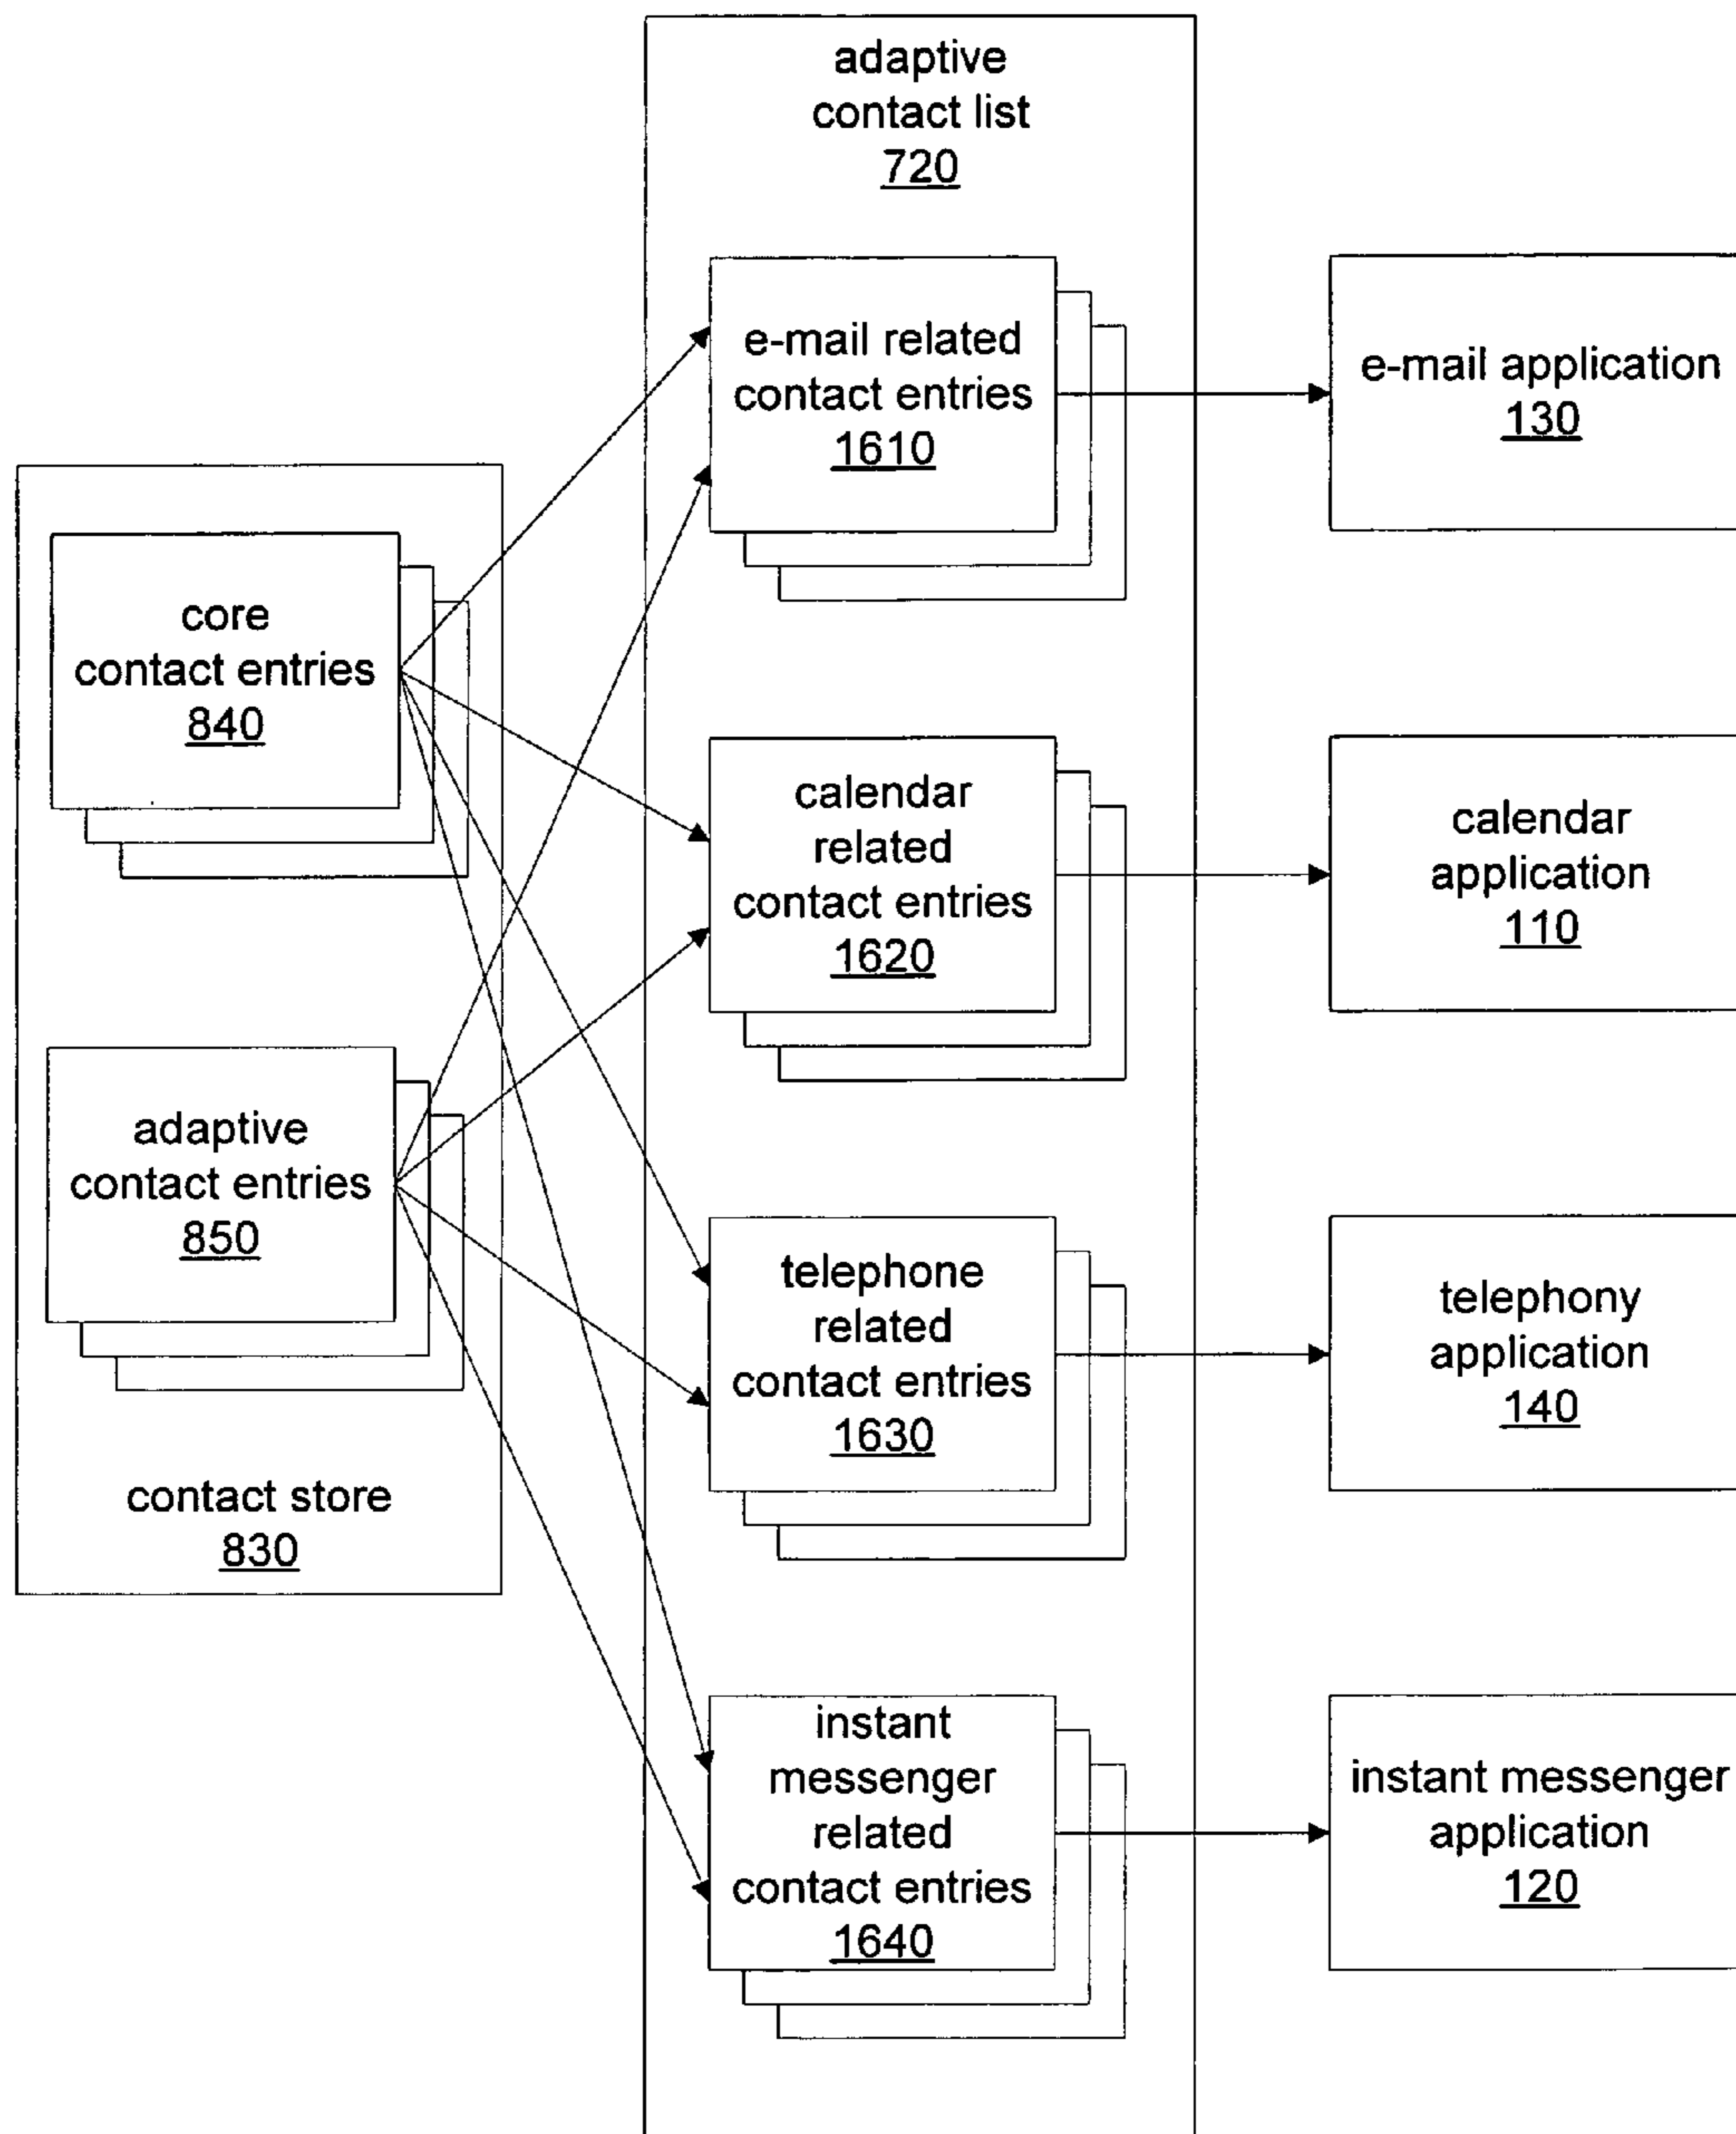 adaptive
contact list
720
e-mail related
contact entries
1610
e-mail application
130
core
contact entries
840
calendar
related
contact entries
1620
calendar
application
110
adaptive
contact entries
850
telephone
related
contact entries
1630
telephony
application
140
contact store
830
instant
messenger
related
contact entries
1640
instant messenger
application
120